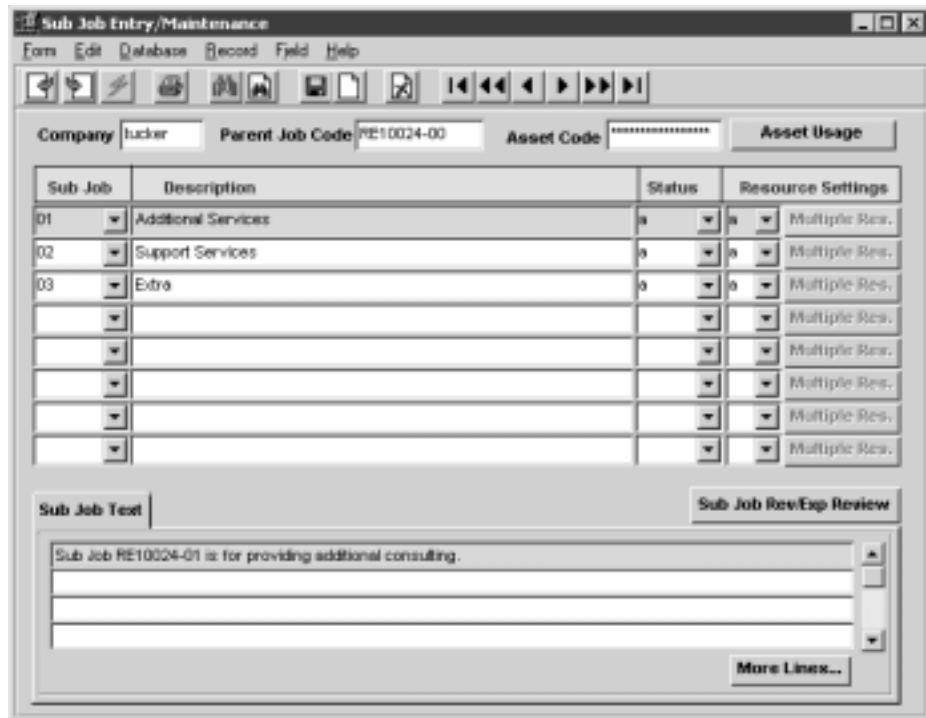 Sub Job Entry/Maintenance
Form Edit Database Record Field Help
Company tucker Parent Job Code RE10024-00 Asset Code ****************** Asset Usage
Sub Job Description Status Resource Settings
01 Additional Services a a Multiple Res.
02 Support Services a a Multiple Res.
03 Extra a a Multiple Res.
Multiple Res.
Multiple Res.
Multiple Res.
Multiple Res.
Multiple Res.
Sub Job Text Sub Job Rev/Exp Review
Sub Job RE10024-01 is for providing additional consulting.
More Lines...